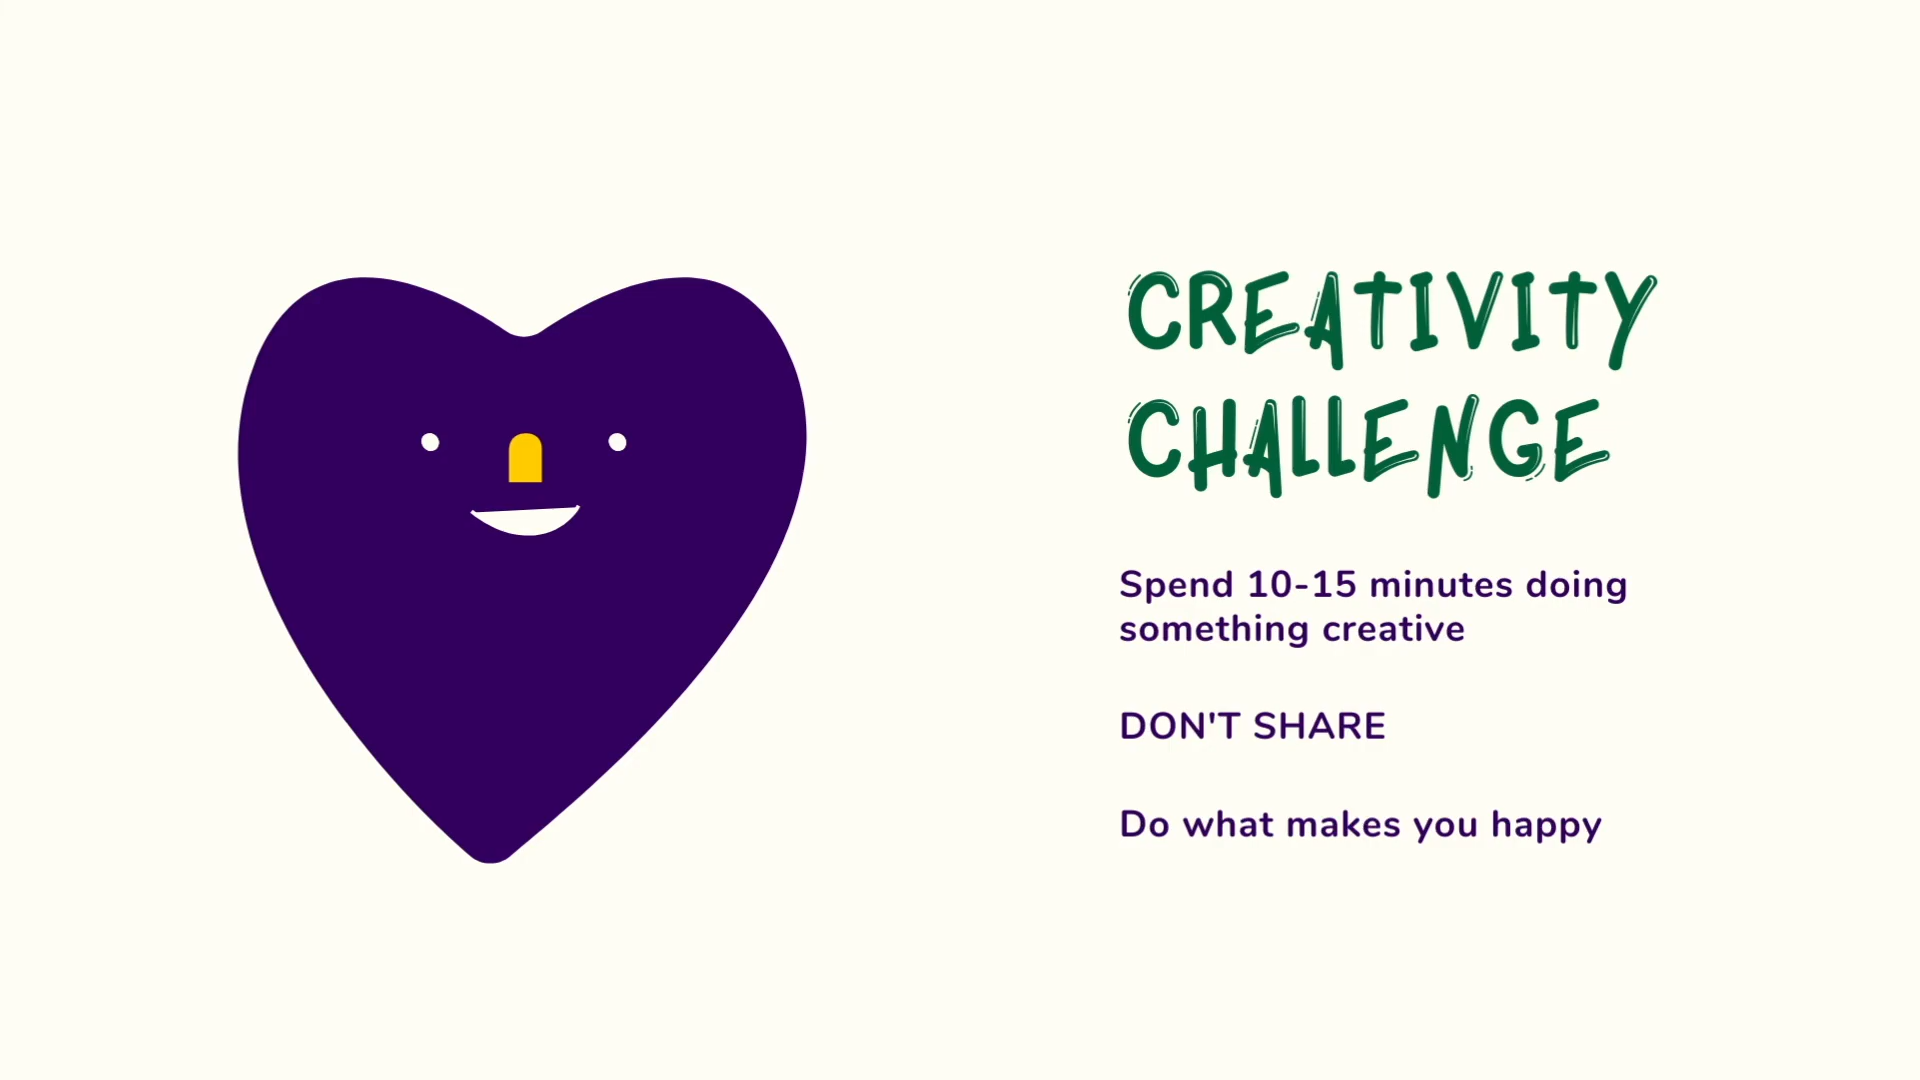 CREATIVITY
CHALLENGE
Spend 10-15 minutes doing
something creative
DON'T SHARE
Do what makes you happy